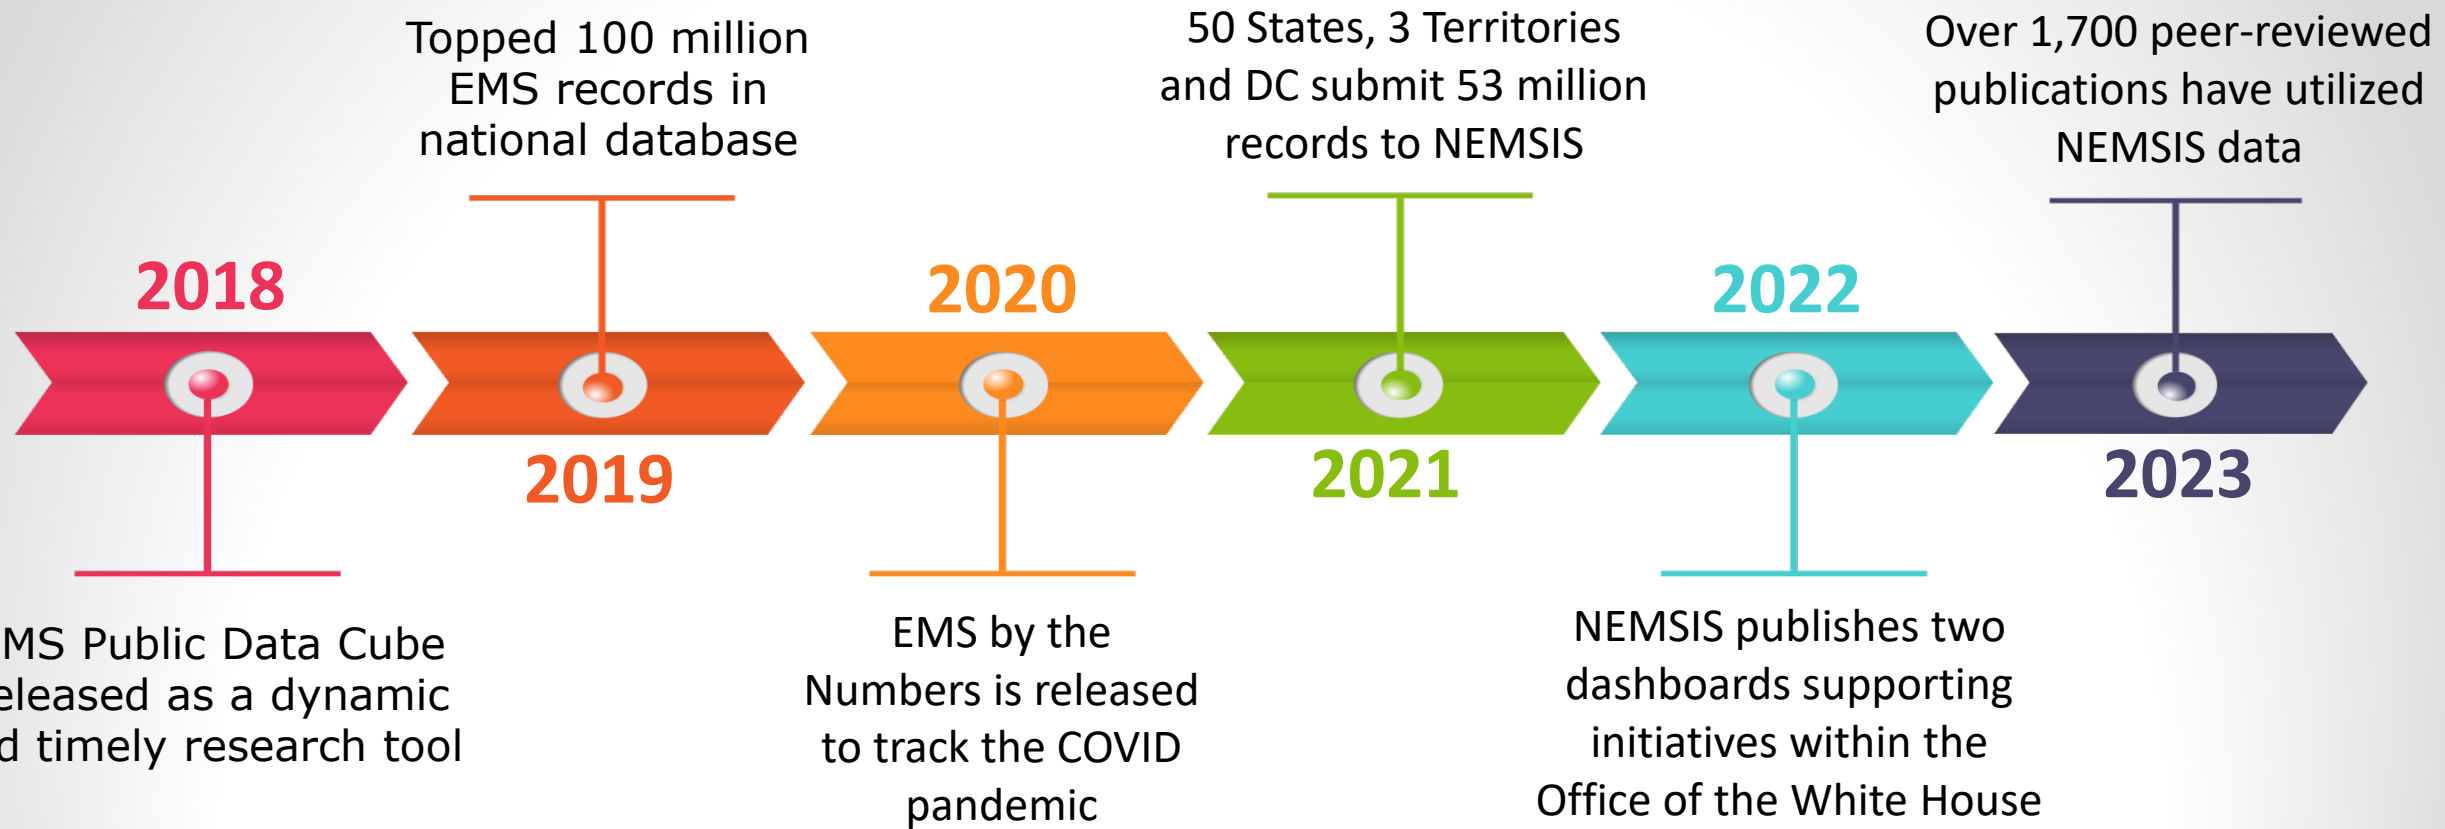 Topped 100 million
EMS records in
national database
50 States, 3 Territories
and DC submit 53 million
records to NEMSIS
Over 1,700 peer-reviewed
publications have utilized
NEMSIS data
2018
2020
2022
2019
2021
2023
MS Public Data Cube
eleased as a dynamic
d timely research tool
EMS by the
Numbers is released
to track the COVID
pandemic
NEMSIS publishes two
dashboards supporting
initiatives within the
Office of the White House